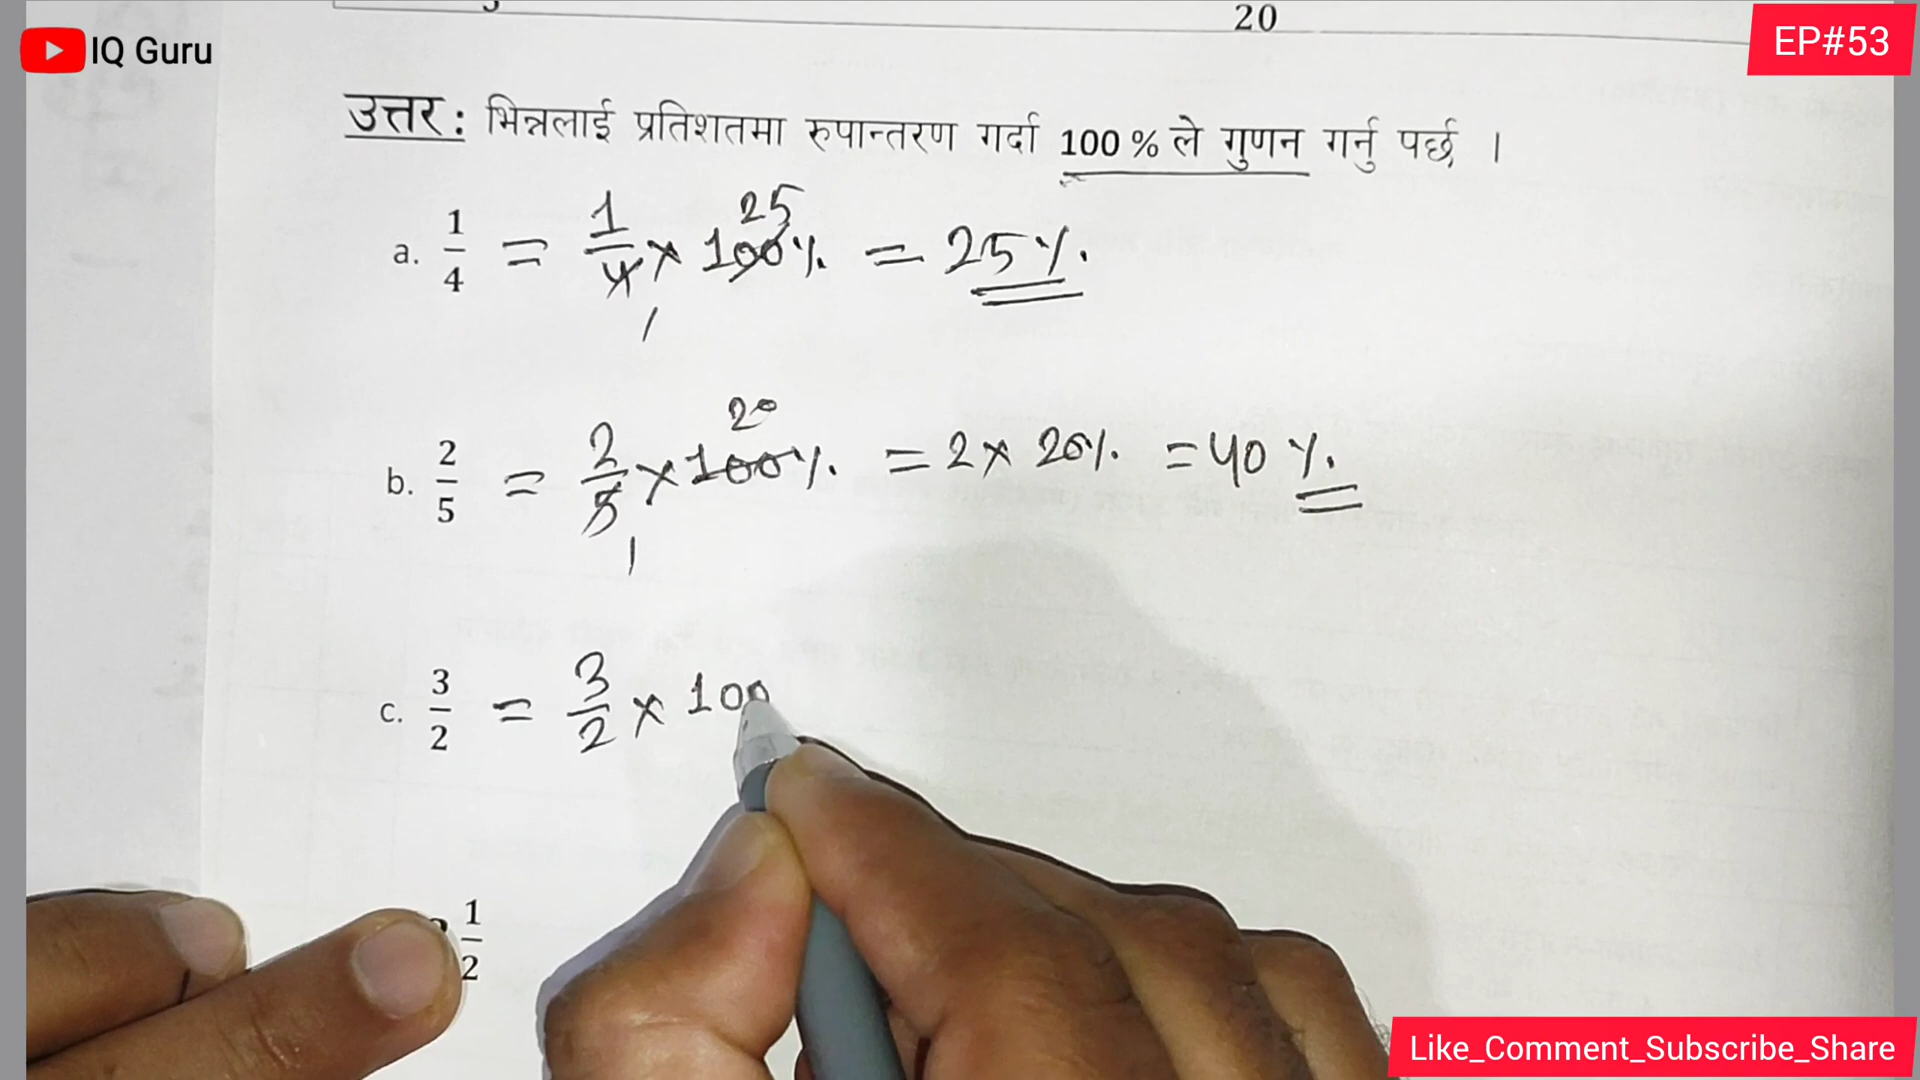 20
IQ Guru
EP#53
उत्तर : भिन्नलाई प्रतिशतमा रुपान्तरण गर्दा 100 % ले गुणन गर्नु पर्छ ।
a. 1/4 = 1/4 × 100% = 25%
25
1
b. 2/5 = 2/5 × 100% = 2 × 20% = 40%
20
1
c. 3/2 = 3/2 × 100
1/2
Like_Comment_Subscribe_Share